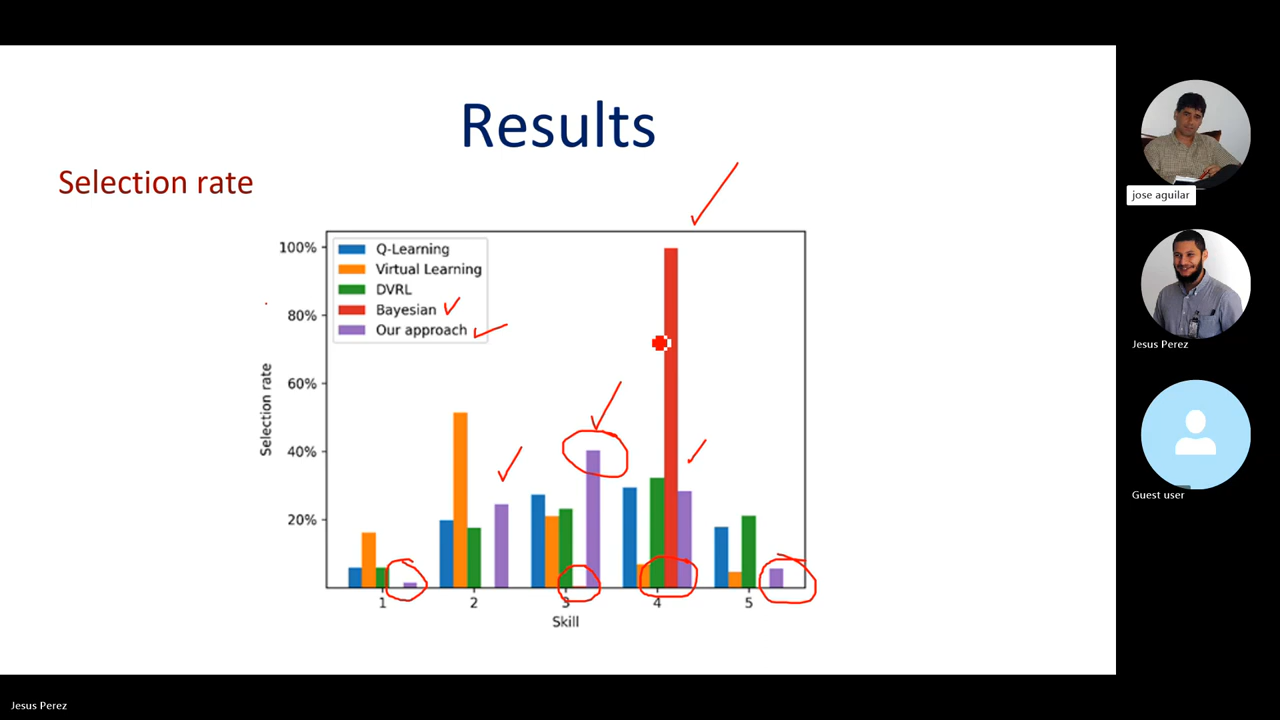 Results
Selection rate
100%
80%
60%
40%
20%
Selection rate
Q-Learning
Virtual Learning
DVRL
Bayesian
Our approach
1 2 3 4 5
Skill
jose aguilar
Jesus Perez
Guest user
Jesus Perez